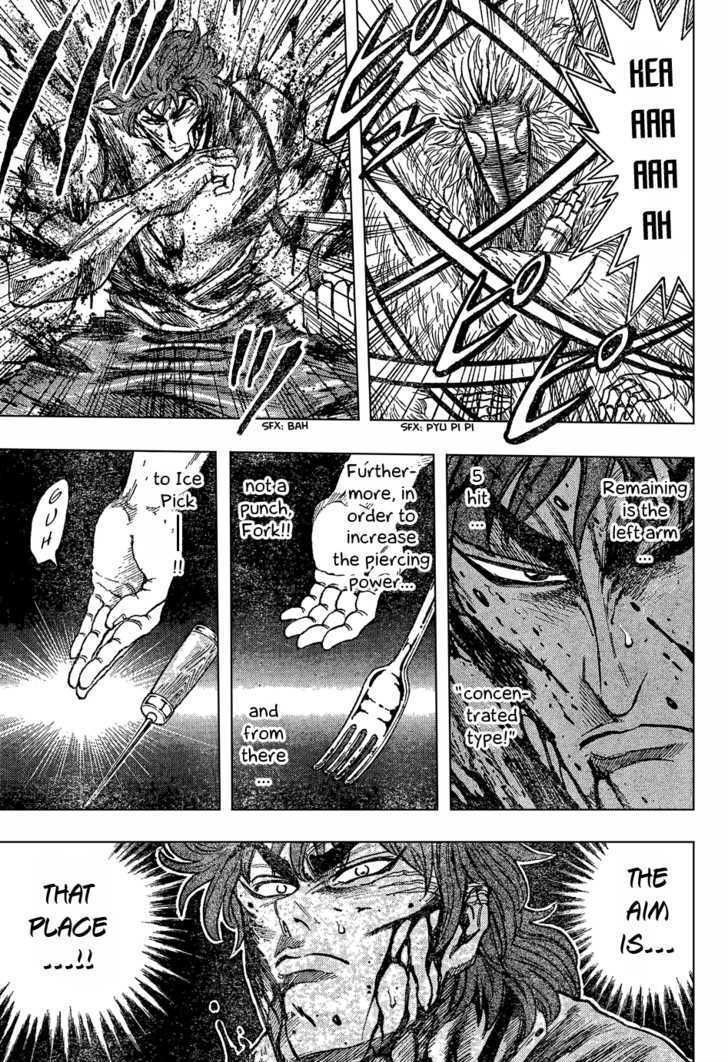 KEA
AAA
AAA
AH
SFX: PYU PI PI
SFX: BAH
Remaining
is the
left arm
...
5
hit
...
"concen-
trated
type!"
Further-
more, in
order to
increase
the piercing
power...
not a
punch,
Fork!!
and
from
there
...
to Ice
Pick
!!
GUH
THE
AIM
IS...
THAT
PLACE
...!!